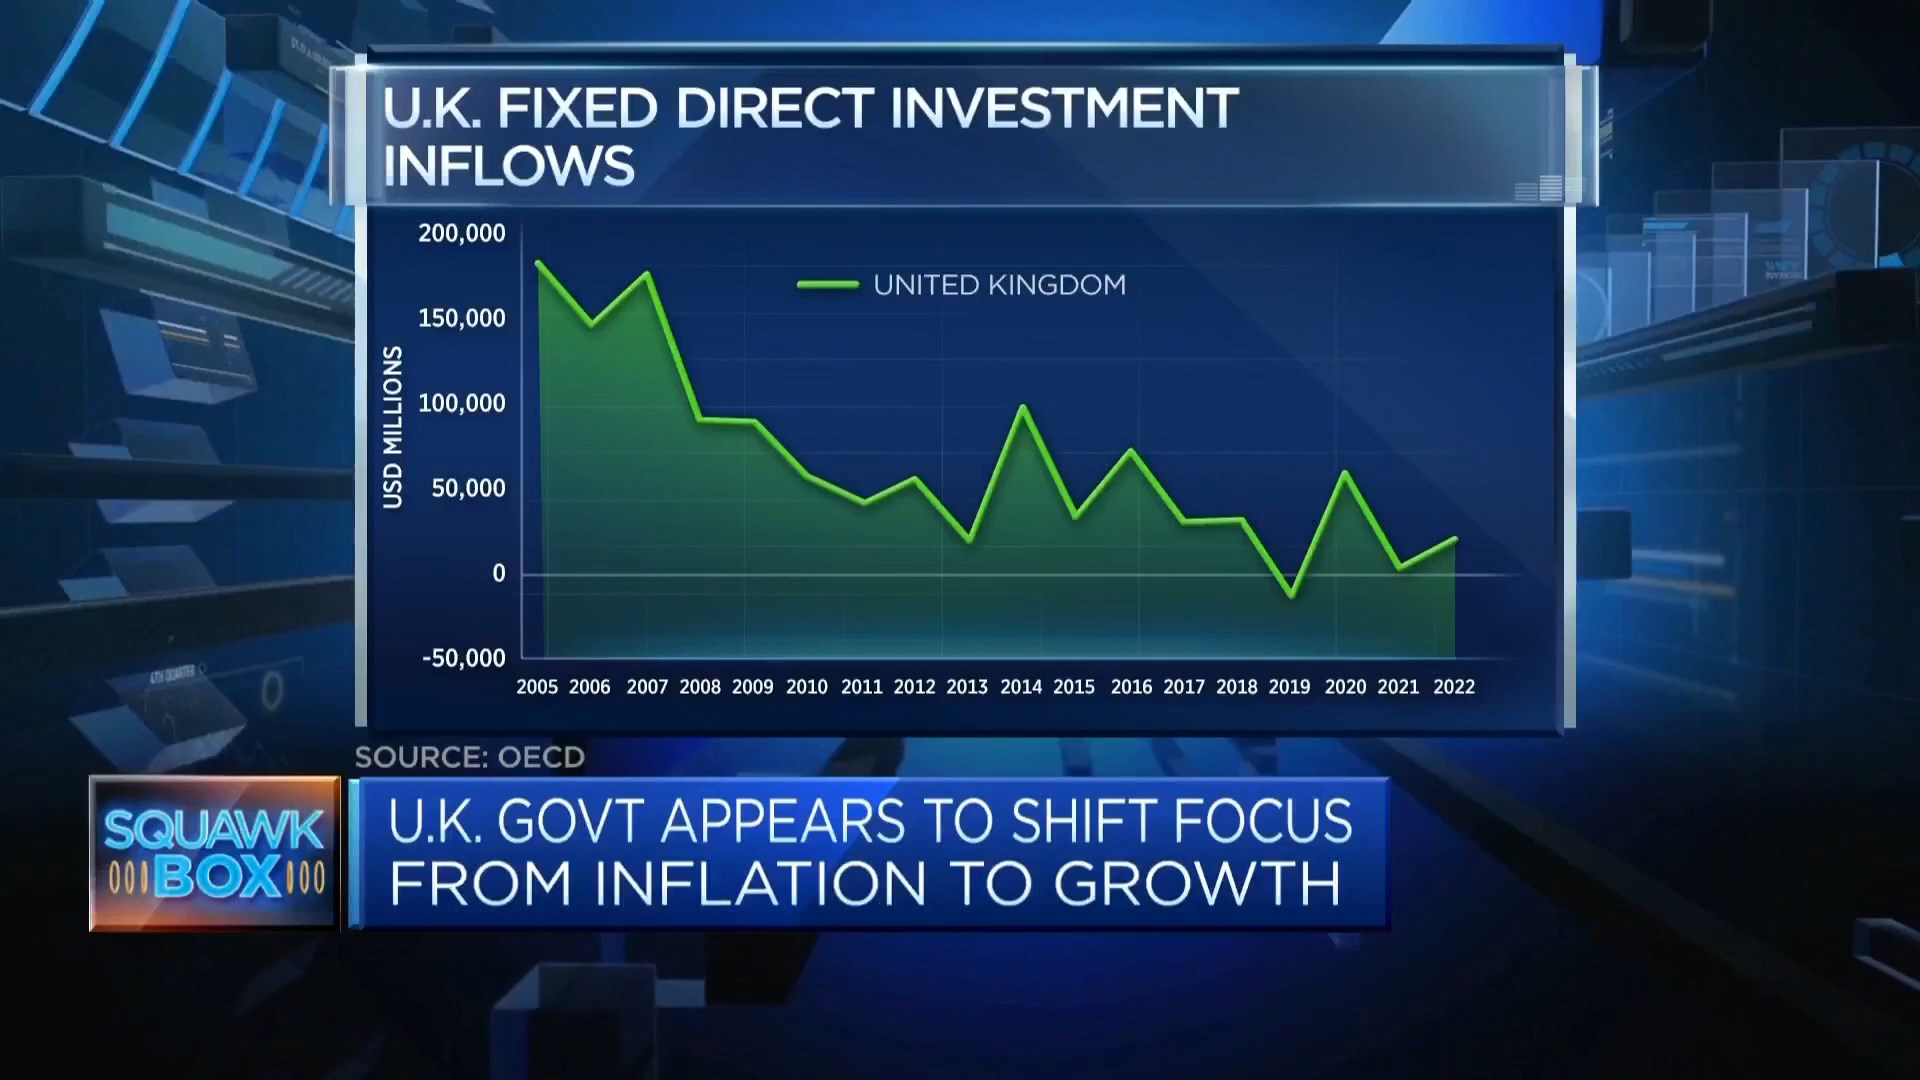 U.K. FIXED DIRECT INVESTMENT
INFLOWS
200,000
150,000
100,000
50,000
0
-50,000
USD MILLIONS
UNITED KINGDOM
2005 2006 2007 2008 2009 2010 2011 2012 2013 2014 2015 2016 2017 2018 2019 2020 2021 2022
4TH QUARTER
SOURCE: OECD
SQUAWK
BOX
U.K. GOVT APPEARS TO SHIFT FOCUS
FROM INFLATION TO GROWTH